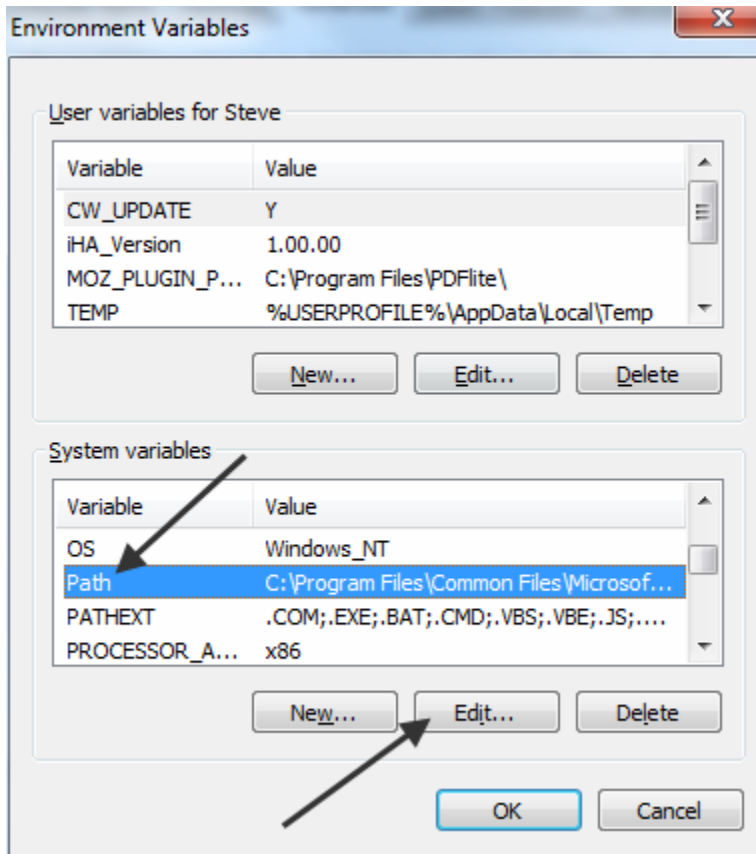 Environment Variables
User variables for Steve
Variable Value
CW_UPDATE Y
iHA_Version 1.00.00
MOZ_PLUGIN_P... C:\Program Files\PDFlite\
TEMP %USERPROFILE%\AppData\Local\Temp
New... Edit... Delete
System variables
Variable Value
OS Windows_NT
Path C:\Program Files\Common Files\Microsof...
PATHEXT .COM;.EXE;.BAT;.CMD;.VBS;.VBE;.JS;....
PROCESSOR_A... x86
New... Edit... Delete
OK Cancel